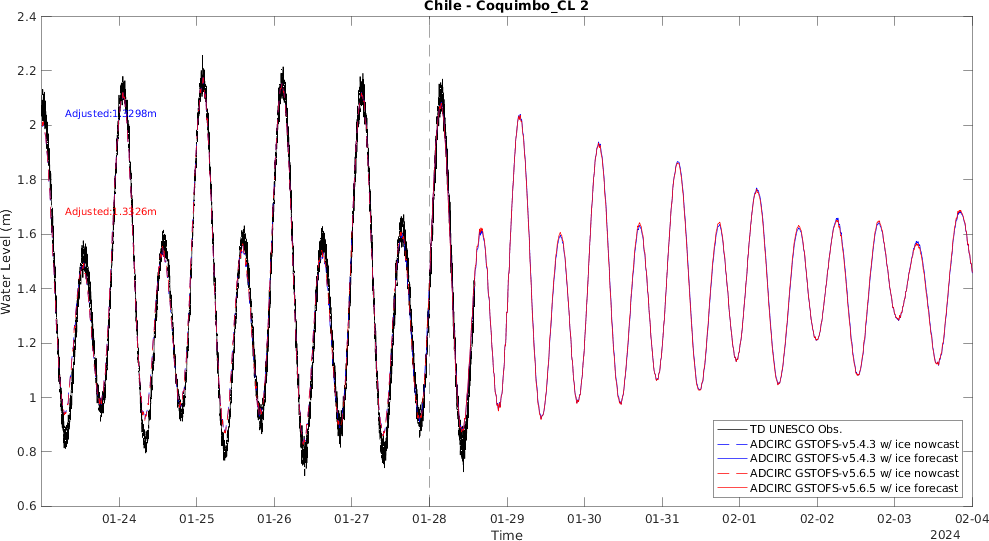 Chile - Coquimbo_CL 2
2.4
2.2
2
1.8
1.6
1.4
1.2
1
0.8
0.6
Water Level (m)
Adjusted:1.3298m
Adjusted:1.3326m
TD UNESCO Obs.
ADCIRC GSTOFS-v5.4.3 w/ ice nowcast
ADCIRC GSTOFS-v5.4.3 w/ ice forecast
ADCIRC GSTOFS-v5.6.5 w/ ice nowcast
ADCIRC GSTOFS-v5.6.5 w/ ice forecast
01-24 01-25 01-26 01-27 01-28 01-29 01-30 01-31 02-01 02-02 02-03 02-04
Time
2024